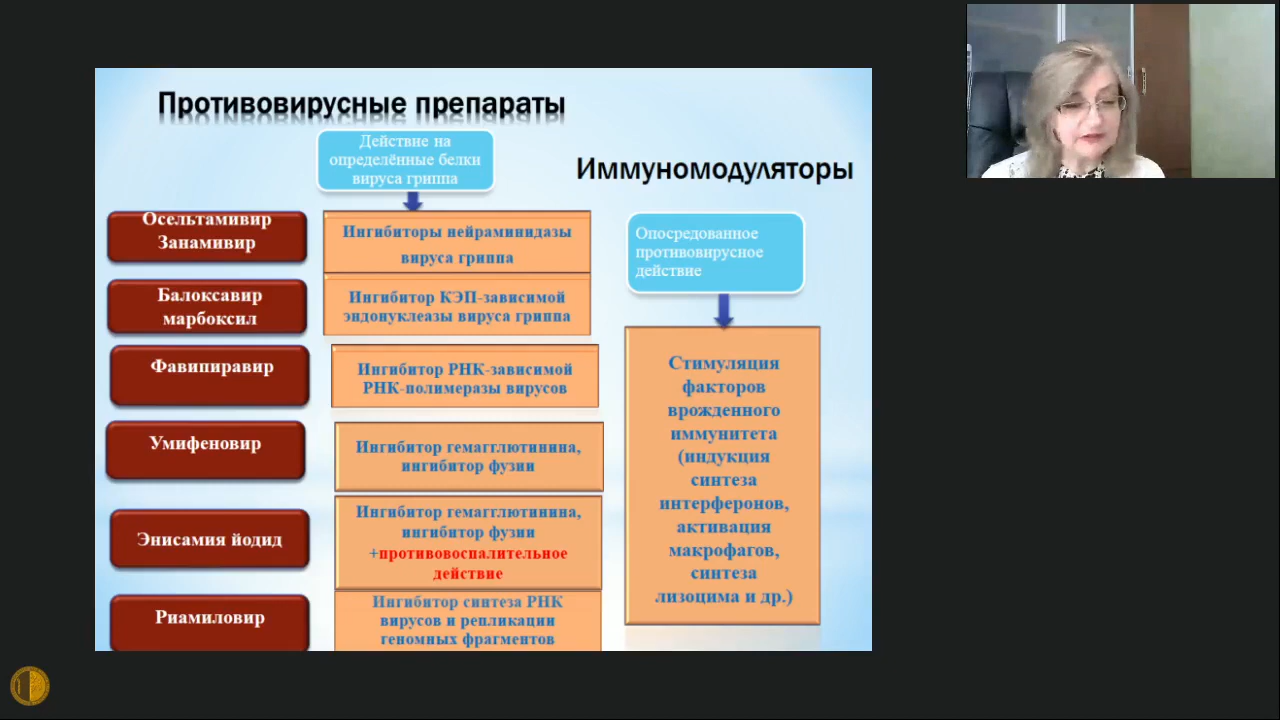 Противовирусные препараты
Действие на
определённые белки
вируса гриппа
Иммуномодуляторы
Осельтамивир
Занамивир
Ингибиторы нейраминидазы
вируса гриппа
Опосредованное
противовирусное
действие
Балоксавир
марбоксил
Ингибитор КЭП-зависимой
эндонуклеазы вируса гриппа
Фавипиравир
Ингибитор РНК-зависимой
РНК-полимеразы вирусов
Стимуляция
факторов
врожденного
иммунитета
(индукция
синтеза
интерферонов,
активация
макрофагов,
синтеза
лизоцима и др.)
Умифеновир
Ингибитор гемагглютинина,
ингибитор фузии
Энисамия йодид
Ингибитор гемагглютинина,
ингибитор фузии
+противовоспалительное
действие
Риамиловир
Ингибитор синтеза РНК
вирусов и репликации
геномных фрагментов